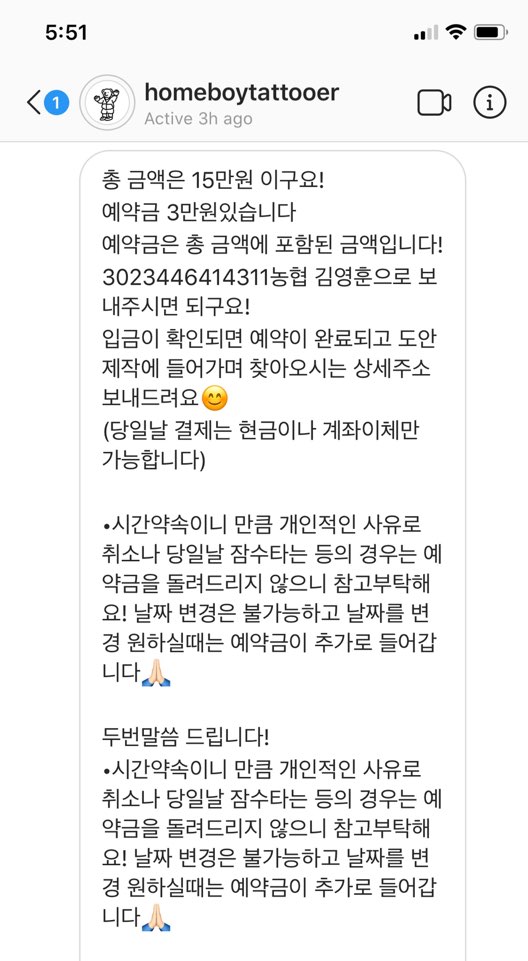 5:51
1
homeboytattooer
Active 3h ago
총 금액은 15만원 이구요!
예약금 3만원있습니다
예약금은 총 금액에 포함된 금액입니다!
3023446414311농협 김영훈으로 보
내주시면 되구요!
입금이 확인되면 예약이 완료되고 도안
제작에 들어가며 찾아오시는 상세주소
보내드려요😊
(당일날 결제는 현금이나 계좌이체만
가능합니다)
•시간약속이니 만큼 개인적인 사유로
취소나 당일날 잠수타는 등의 경우는 예
약금을 돌려드리지 않으니 참고부탁해
요! 날짜 변경은 불가능하고 날짜를 변
경 원하실때는 예약금이 추가로 들어갑
니다🙏🏻
두번말씀 드립니다!
•시간약속이니 만큼 개인적인 사유로
취소나 당일날 잠수타는 등의 경우는 예
약금을 돌려드리지 않으니 참고부탁해
요! 날짜 변경은 불가능하고 날짜를 변
경 원하실때는 예약금이 추가로 들어갑
니다🙏🏻